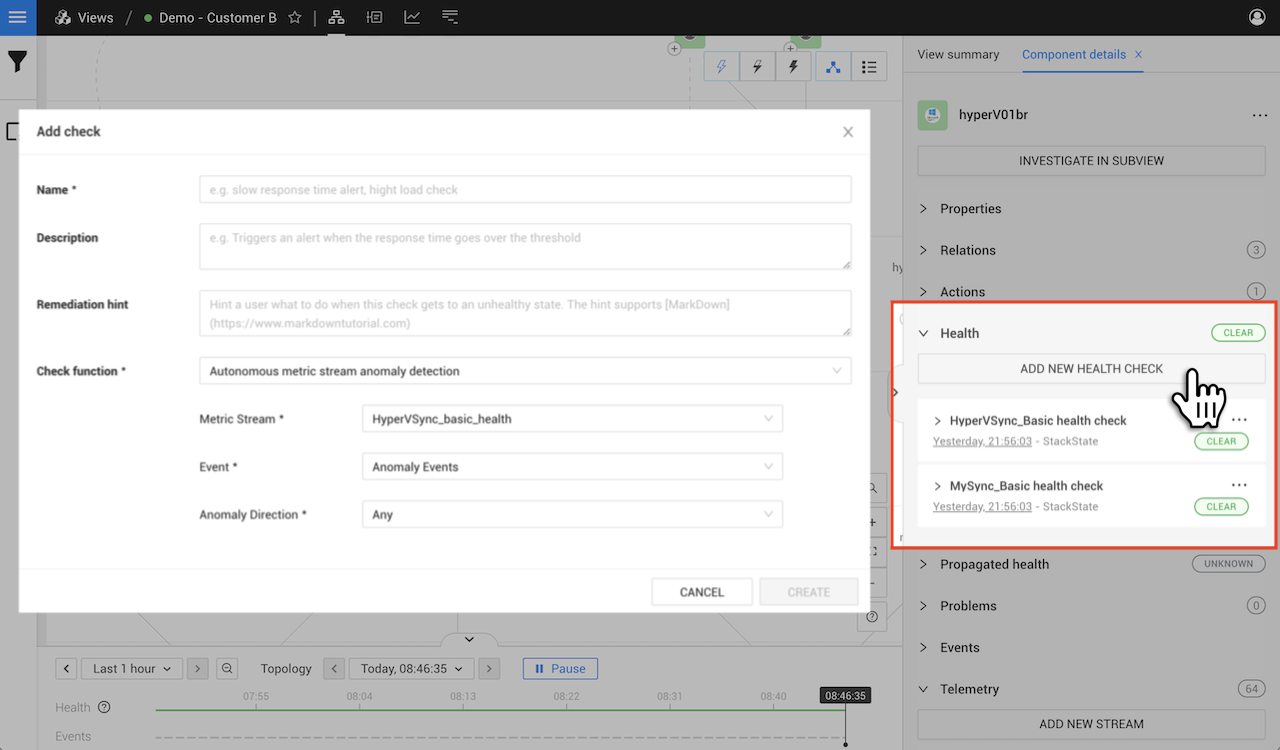 Views / Demo - Customer B
View summary
Component details ×
hyperV01br
INVESTIGATE IN SUBVIEW
Properties
Relations 3
Actions 1
Health CLEAR
ADD NEW HEALTH CHECK
HyperVSync_Basic health check
Yesterday, 21:56:03 - StackState CLEAR
MySync_Basic health check
Yesterday, 21:56:03 - StackState CLEAR
Propagated health UNKNOWN
Problems 0
Events
Telemetry 64
ADD NEW STREAM
Add check
Name *
e.g. slow response time alert, hight load check
Description
e.g. Triggers an alert when the response time goes over the threshold
Remediation hint
Hint a user what to do when this check gets to an unhealthy state. The hint supports [MarkDown]
(https://www.markdowntutorial.com)
Check function *
Autonomous metric stream anomaly detection
Metric Stream *
HyperVSync_basic_health
Event *
Anomaly Events
Anomaly Direction *
Any
CANCEL
CREATE
hy
Last 1 hour
Topology
Today, 08:46:35
Pause
07:55 08:04 08:13 08:22 08:31 08:40 08:46:35
Health ?
Events